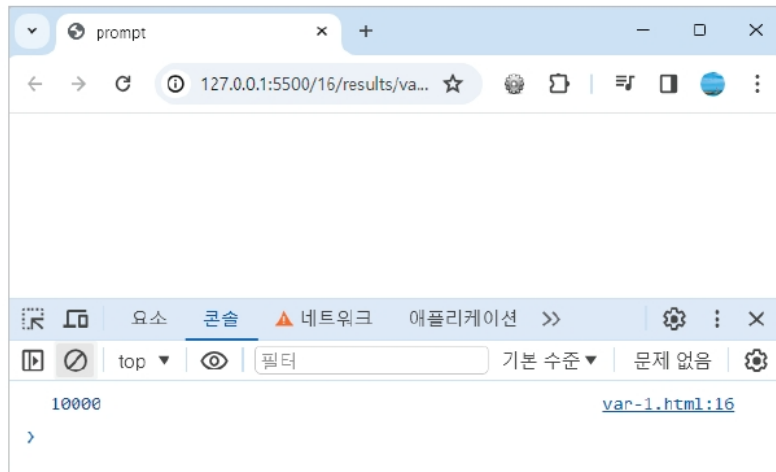 prompt
127.0.0.1:5500/16/results/va...
요소 콘솔 네트워크 애플리케이션
top 필터 기본 수준 문제 없음
10000 var-1.html:16